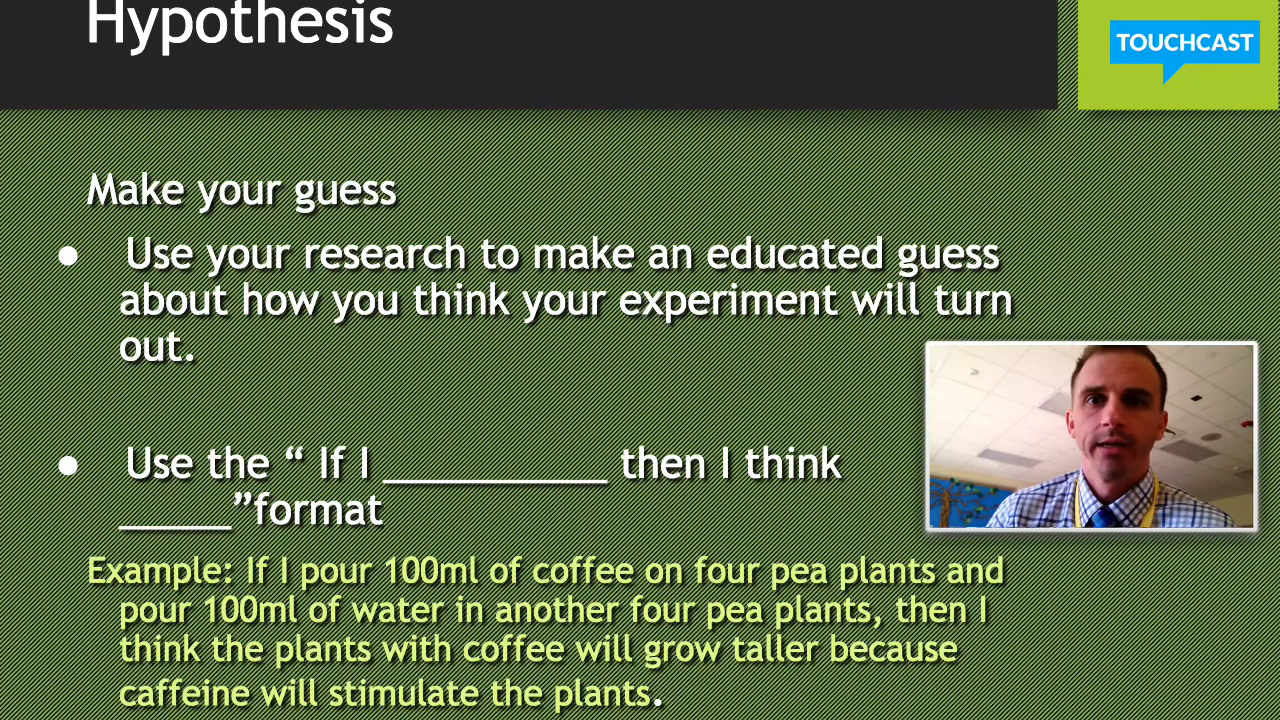 Hypothesis
TOUCHCAST
Make your guess
● Use your research to make an educated guess
about how you think your experiment will turn
out.
● Use the “ If I __________ then I think
_____”format
Example: If I pour 100ml of coffee on four pea plants and
pour 100ml of water in another four pea plants, then I
think the plants with coffee will grow taller because
caffeine will stimulate the plants.